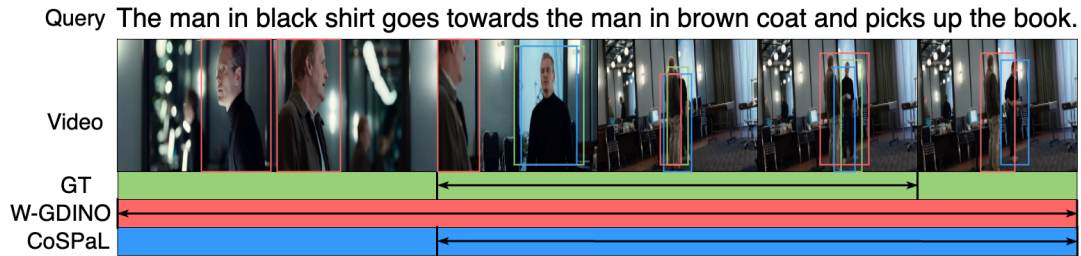 Query The man in black shirt goes towards the man in brown coat and picks up the book.
Video
GT
W-GDINO
CoSPaL